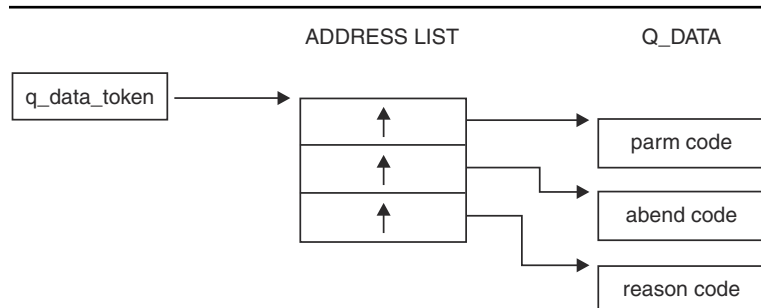 ADDRESS LIST
Q_DATA
q_data_token
parm code
abend code
reason code